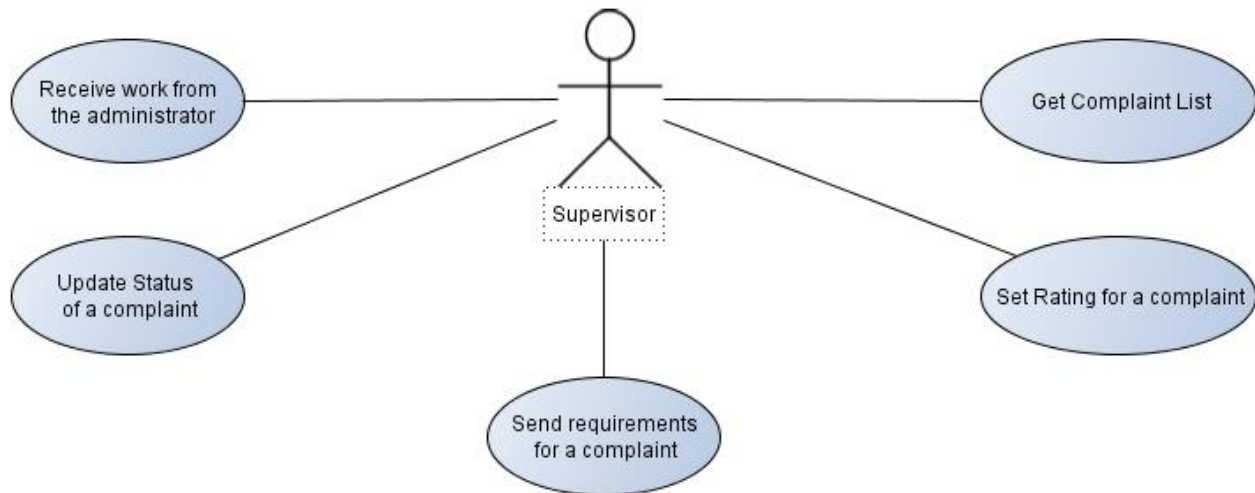 Receive work from
the administrator
Get Complaint List
Supervisor
Update Status
of a complaint
Set Rating for a complaint
Send requirements
for a complaint